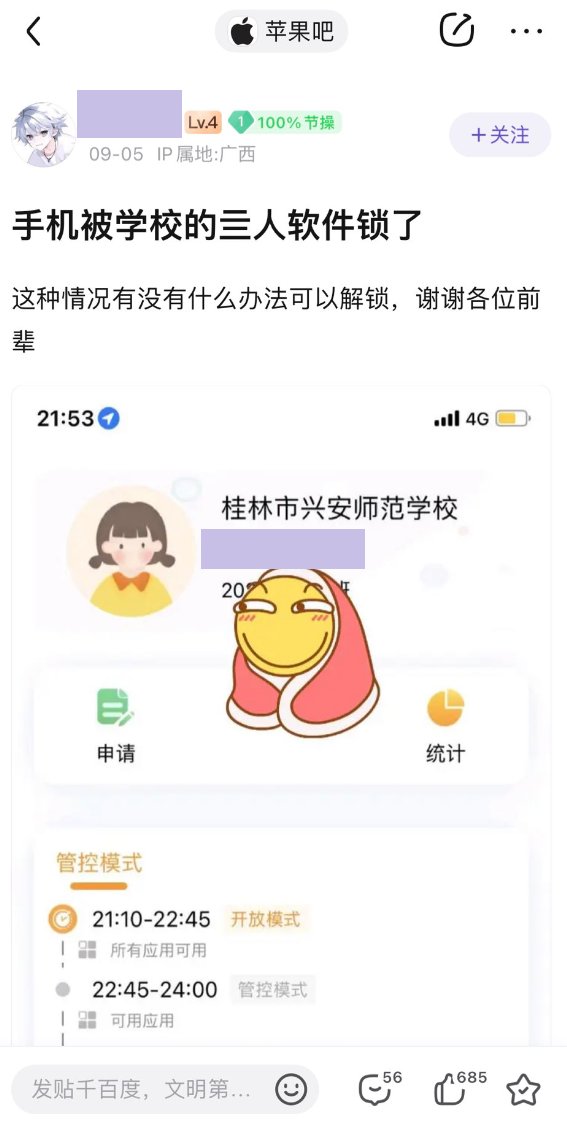 苹果吧
Lv.4
1
100%节操
09-05 IP属地:广西
+关注
手机被学校的亖人软件锁了
这种情况有没有什么办法可以解锁，谢谢各位前
辈
21:53
4G
桂林市兴安师范学校
申请
统计
管控模式
21:10-22:45 开放模式
所有应用可用
22:45-24:00 管控模式
可用应用
发贴千百度，文明第...
56
685